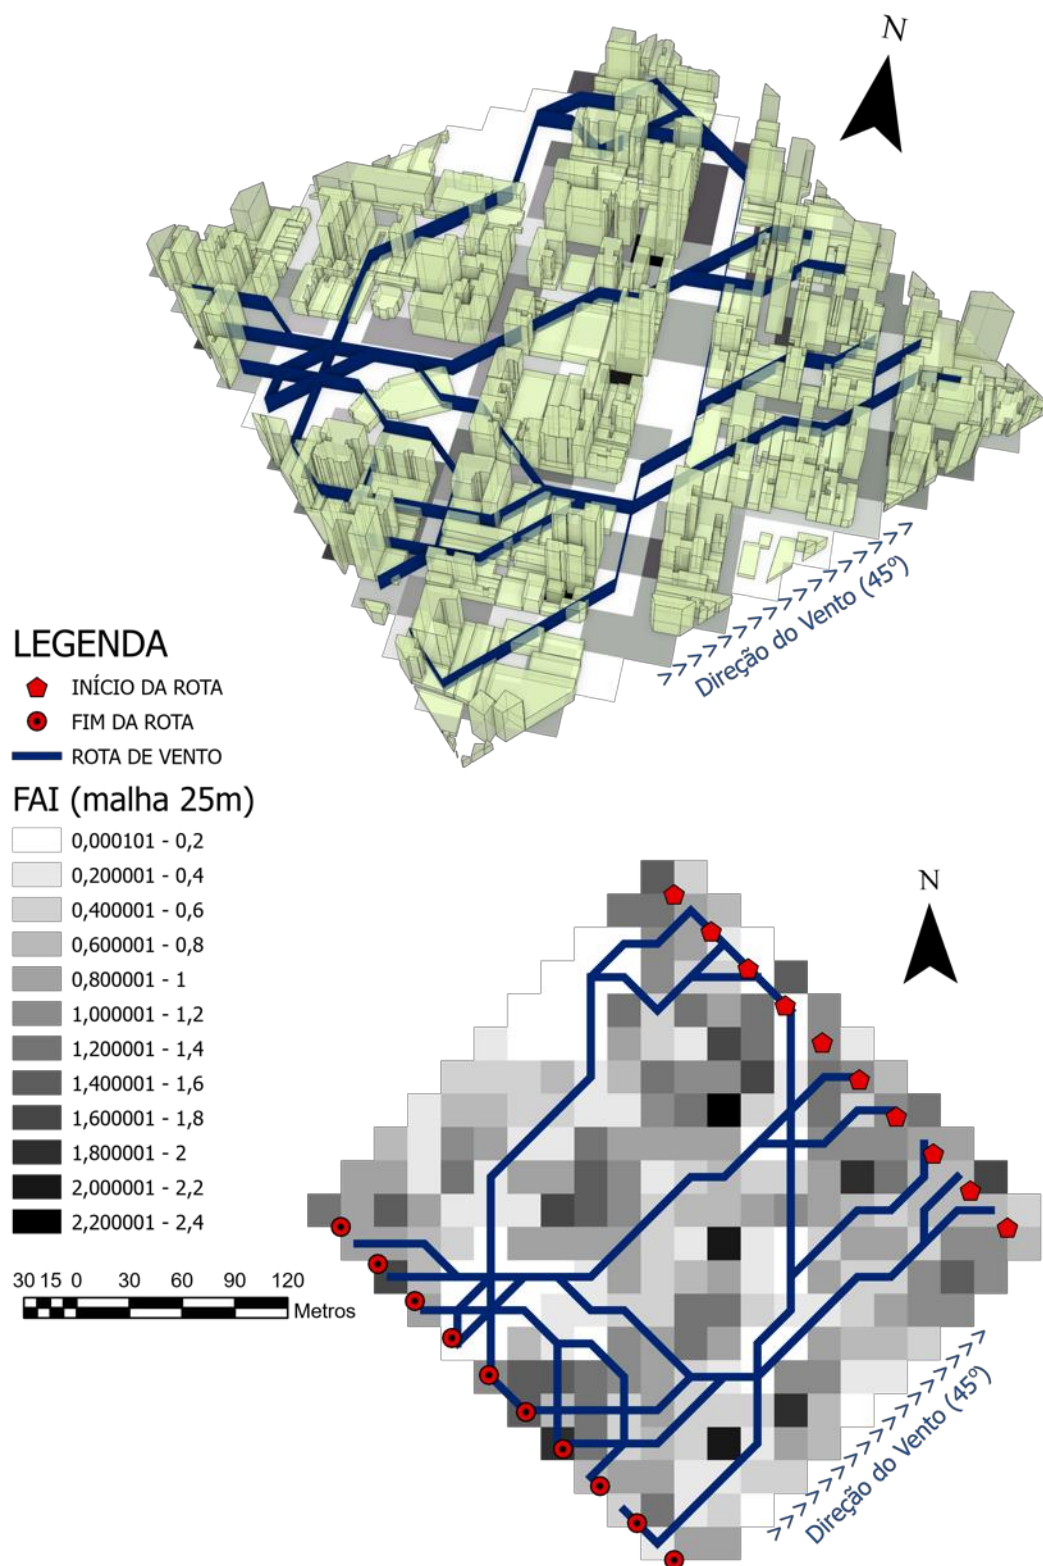 N
>>>>>>>>>>>>>>>>>>
Direção do Vento (45º)
LEGENDA
INÍCIO DA ROTA
FIM DA ROTA
ROTA DE VENTO
FAI (malha 25m)
0,000101 - 0,2
0,200001 - 0,4
0,400001 - 0,6
0,600001 - 0,8
0,800001 - 1
1,000001 - 1,2
1,200001 - 1,4
1,400001 - 1,6
1,600001 - 1,8
1,800001 - 2
2,000001 - 2,2
2,200001 - 2,4
30 15 0 30 60 90 120
Metros
N
>>>>>>>>>>>>>>>>>>
Direção do Vento (45º)